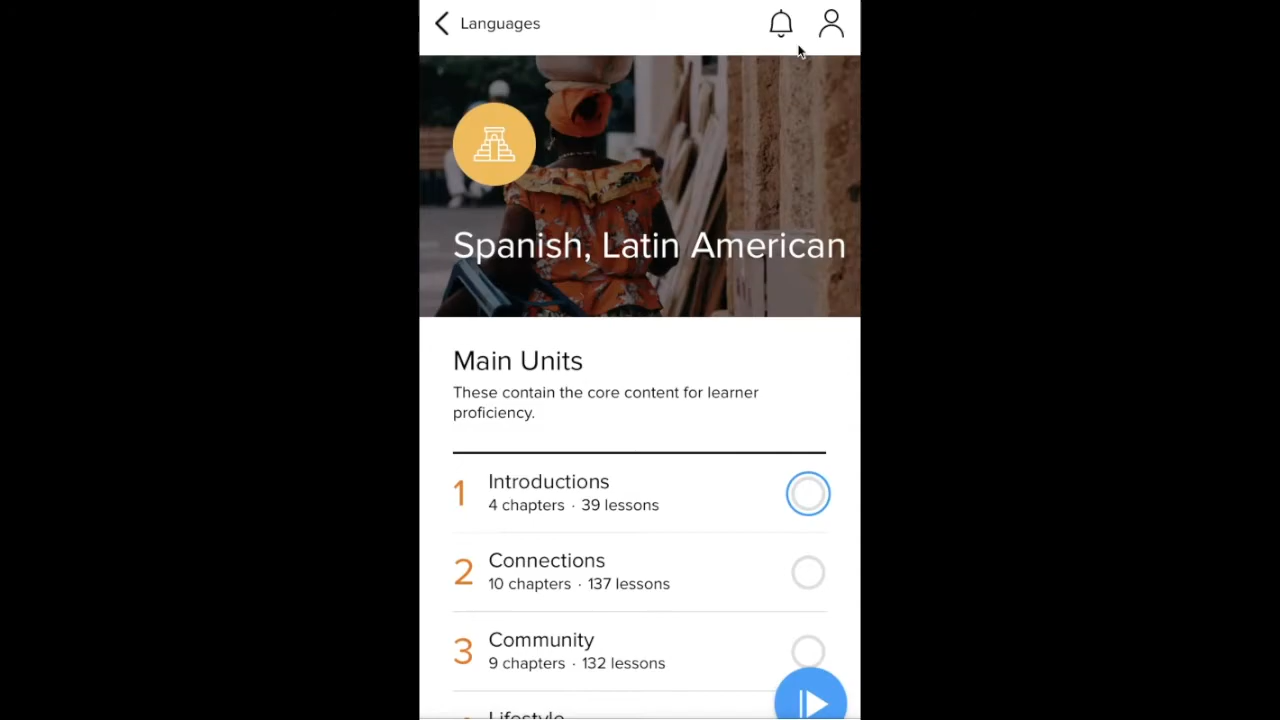 Languages
Spanish, Latin American
Main Units
These contain the core content for learner
proficiency.
1 Introductions
4 chapters · 39 lessons
2 Connections
10 chapters · 137 lessons
3 Community
9 chapters · 132 lessons
Lifestyle